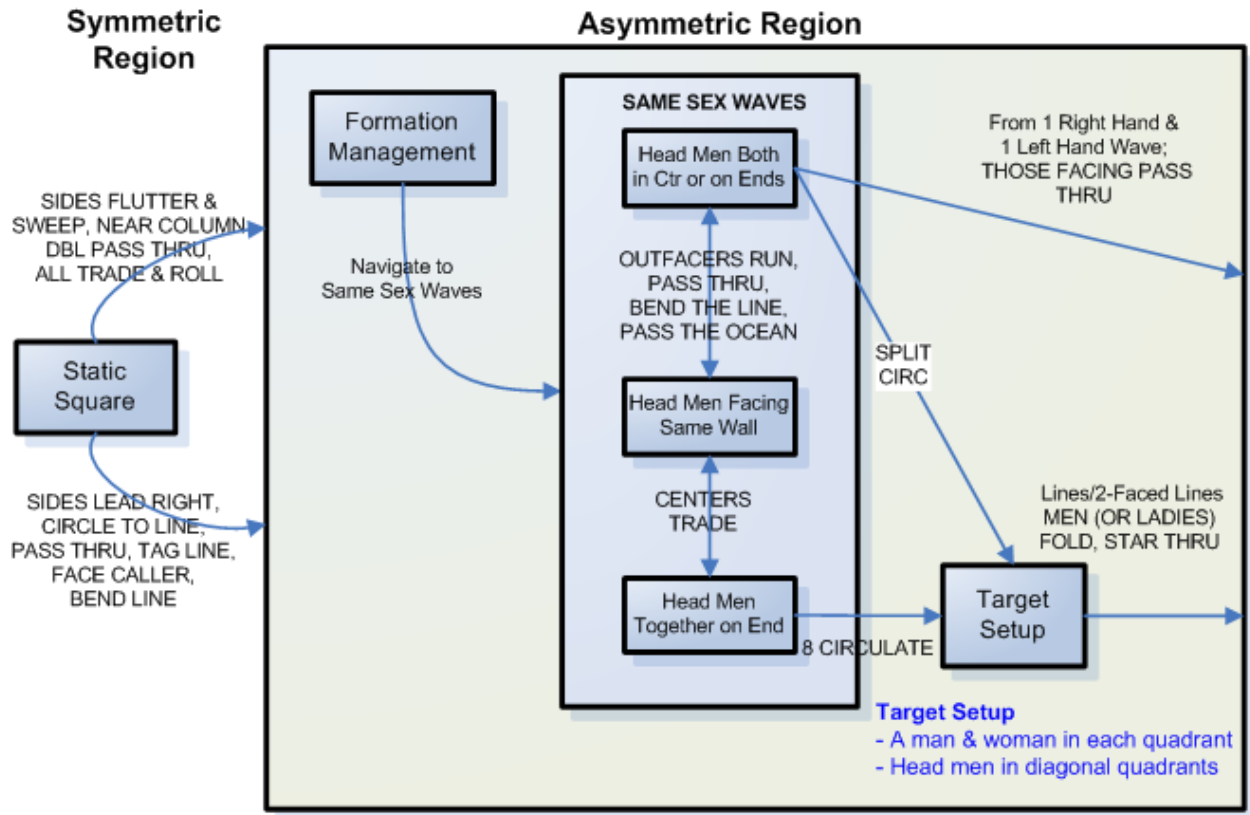 Symmetric
Region
Asymmetric Region
Formation
Management
SAME SEX WAVES
Head Men Both
in Ctr or on Ends
From 1 Right Hand &
1 Left Hand Wave;
THOSE FACING PASS
THRU
SIDES FLUTTER &
SWEEP, NEAR COLUMN
DBL PASS THRU,
ALL TRADE & ROLL
Navigate to
Same Sex Waves
OUTFACERS RUN,
PASS THRU,
BEND THE LINE,
PASS THE OCEAN
Static
Square
SPLIT
CIRC
Head Men Facing
Same Wall
SIDES LEAD RIGHT,
CIRCLE TO LINE,
PASS THRU, TAG LINE,
FACE CALLER,
BEND LINE
CENTERS
TRADE
Lines/2-Faced Lines
MEN (OR LADIES)
FOLD, STAR THRU
Head Men
Together on End
8 CIRCULATE
Target
Setup
Target Setup
- A man & woman in each quadrant
- Head men in diagonal quadrants